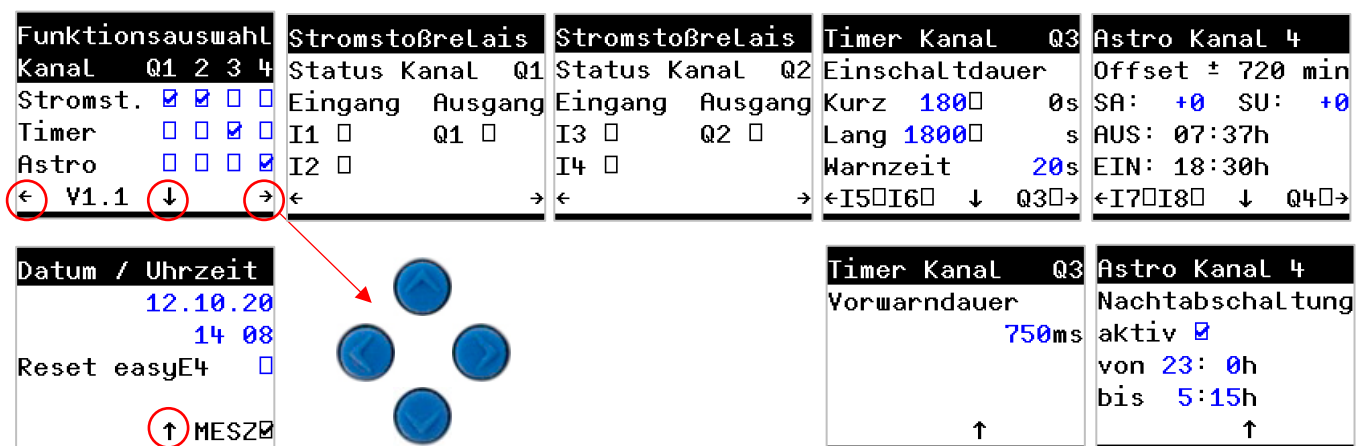 Funktionsauswahl
Kanal Q1 2 3 4
Stromst. ☑ ☑ ☐ ☐
Timer ☐ ☐ ☑ ☐
Astro ☐ ☐ ☐ ☑
← V1.1 ↓ →
Stromstoßrelais
Status Kanal Q1
Eingang Ausgang
I1 ☐ Q1 ☐
I2 ☐
← →
Stromstoßrelais
Status Kanal Q2
Eingang Ausgang
I3 ☐ Q2 ☐
I4 ☐
← →
Timer Kanal Q3
Einschaltdauer
Kurz 180☐ 0s
Lang 1800☐ s
Warnzeit 20s
←I5☐I6☐ ↓ Q3☐→
Astro Kanal 4
Offset ± 720 min
SA: +0 SU: +0
AUS: 07:37h
EIN: 18:30h
←I7☐I8☐ ↓ Q4☐→
Datum / Uhrzeit
12.10.20
14 08
Reset easyE4 ☐
↑ MESZ☑
Timer Kanal Q3
Vorwarndauer
750ms
↑
Astro Kanal 4
Nachtabschaltung
aktiv ☑
von 23: 0h
bis 5:15h
↑